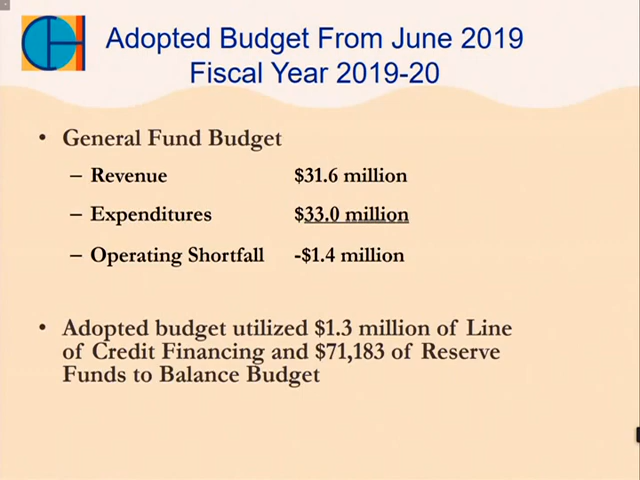 Adopted Budget From June 2019
Fiscal Year 2019-20
• General Fund Budget
– Revenue $31.6 million
– Expenditures $33.0 million
– Operating Shortfall -$1.4 million
• Adopted budget utilized $1.3 million of Line
of Credit Financing and $71,183 of Reserve
Funds to Balance Budget